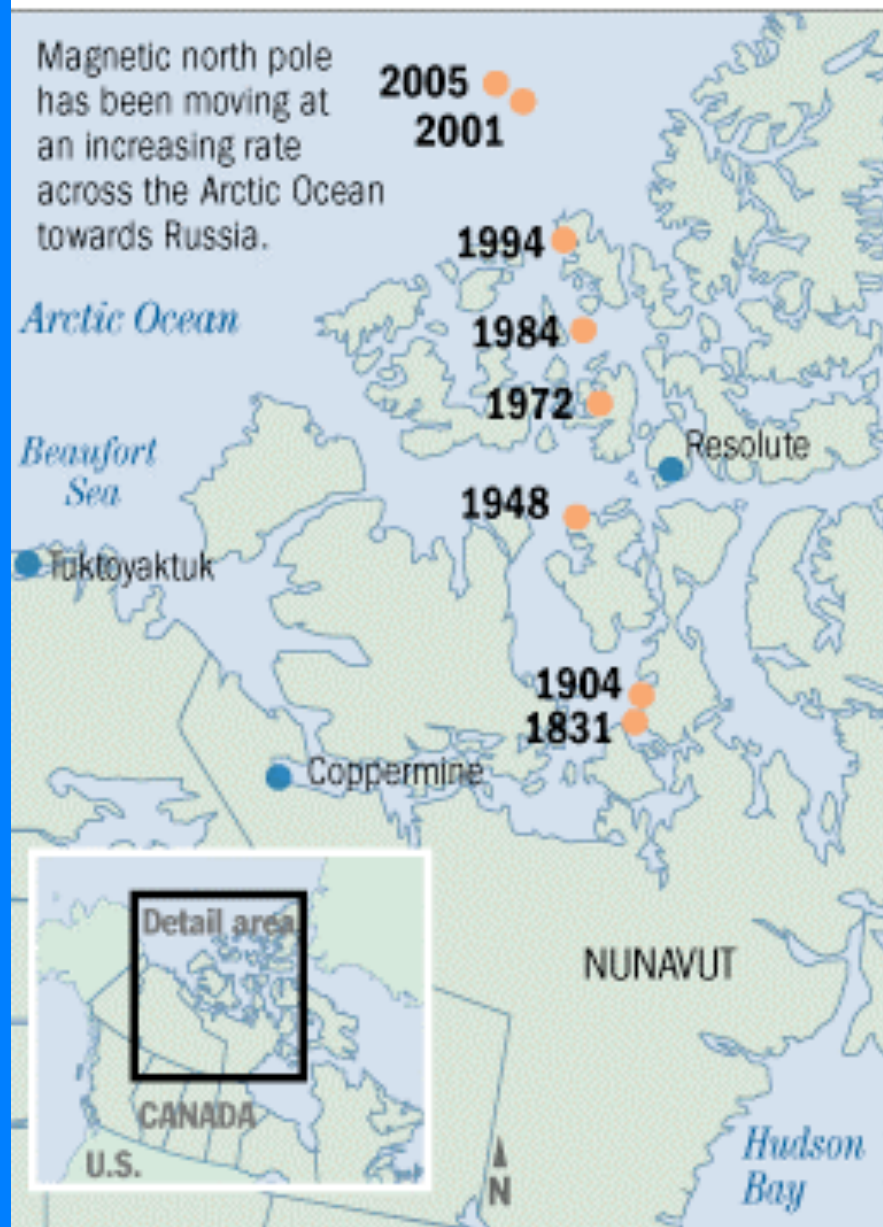 Magnetic north pole
has been moving at
an increasing rate
across the Arctic Ocean
towards Russia.
2005
2001
1994
Arctic Ocean
1984
1972
Beaufort
Sea
Resolute
1948
Tuktoyaktuk
1904
1831
Coppermine
Detail area
NUNAVUT
CANADA
U.S.
N
Hudson
Bay